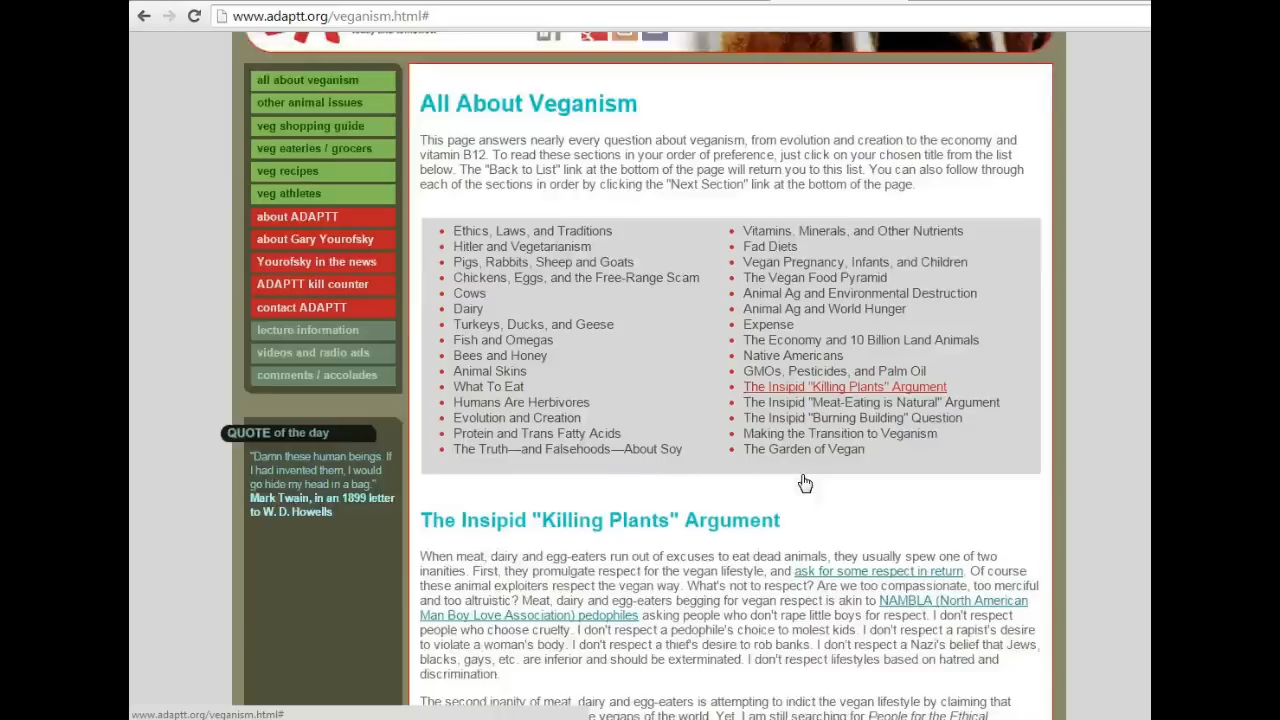 www.adaptt.org/veganism.html#
all about veganism
other animal issues
veg shopping guide
veg eateries / grocers
veg recipes
veg athletes
about ADAPTT
about Gary Yourofsky
Yourofsky in the news
ADAPTT kill counter
contact ADAPTT
lecture information
videos and radio ads
comments / accolades
QUOTE of the day
"Damn these human beings. If
I had invented them, I would
go hide my head in a bag."
Mark Twain, in an 1899 letter
to W. D. Howells
All About Veganism
This page answers nearly every question about veganism, from evolution and creation to the economy and
vitamin B12. To read these sections in your order of preference, just click on your chosen title from the list
below. The "Back to List" link at the bottom of the page will return you to this list. You can also follow through
each of the sections in order by clicking the "Next Section" link at the bottom of the page.
Ethics, Laws, and Traditions
Hitler and Vegetarianism
Pigs, Rabbits, Sheep and Goats
Chickens, Eggs, and the Free-Range Scam
Cows
Dairy
Turkeys, Ducks, and Geese
Fish and Omegas
Bees and Honey
Animal Skins
What To Eat
Humans Are Herbivores
Evolution and Creation
Protein and Trans Fatty Acids
The Truth—and Falsehoods—About Soy
Vitamins, Minerals, and Other Nutrients
Fad Diets
Vegan Pregnancy, Infants, and Children
The Vegan Food Pyramid
Animal Ag and Environmental Destruction
Animal Ag and World Hunger
Expense
The Economy and 10 Billion Land Animals
Native Americans
GMOs, Pesticides, and Palm Oil
The Insipid "Killing Plants" Argument
The Insipid "Meat-Eating is Natural" Argument
The Insipid "Burning Building" Question
Making the Transition to Veganism
The Garden of Vegan
The Insipid "Killing Plants" Argument
When meat, dairy and egg-eaters run out of excuses to eat dead animals, they usually spew one of two
inanities. First, they promulgate respect for the vegan lifestyle, and ask for some respect in return. Of course
these animal exploiters respect the vegan way. What's not to respect? Are we too compassionate, too merciful
and too altruistic? Meat, dairy and egg-eaters begging for vegan respect is akin to NAMBLA (North American
Man Boy Love Association) pedophiles asking people who don't rape little boys for respect. I don't respect
people who choose cruelty. I don't respect a pedophile's choice to molest kids. I don't respect a rapist's desire
to violate a woman's body. I don't respect a thief's desire to rob banks. I don't respect a Nazi's belief that Jews,
blacks, gays, etc. are inferior and should be exterminated. I don't respect lifestyles based on hatred and
discrimination.
The second inanity of meat, dairy and egg-eaters is attempting to indict the vegan lifestyle by claiming that
vegans of the world. Yet, I am still searching for People for the Ethical
www.adaptt.org/veganism.html#